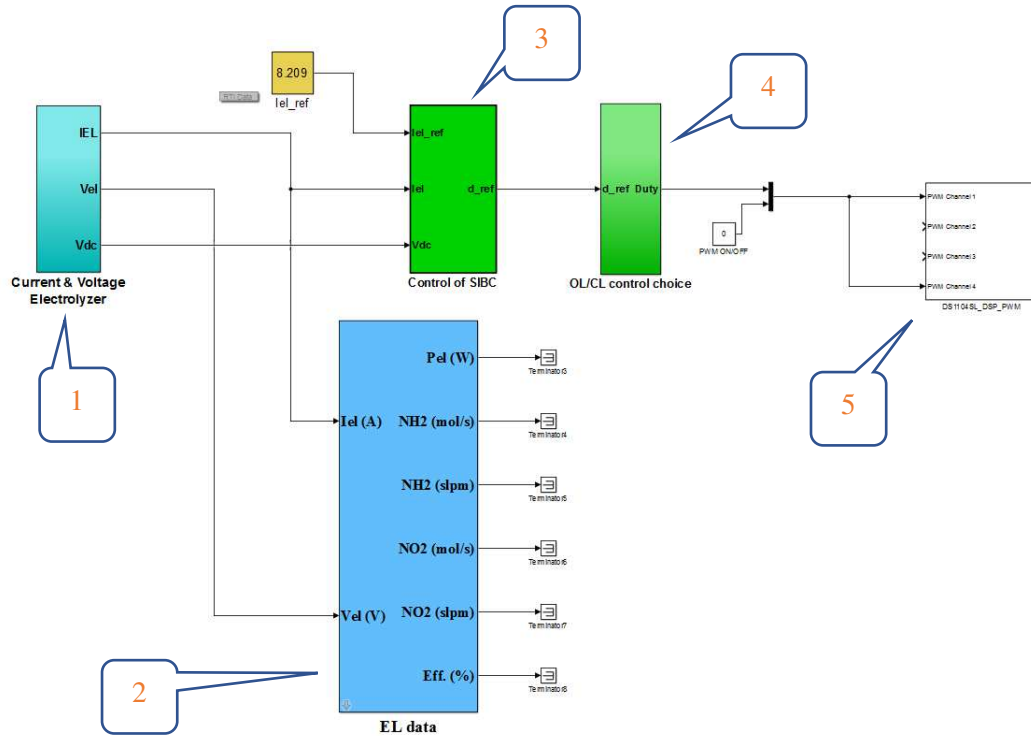 3
8.209
Iel_ref
RTI Data
4
IEL
Vel
Vdc
Current & Voltage
Electrolyzer
Iel_ref
Iel
Vdc
d_ref
Control of SIBC
d_ref Duty
OL/CL control choice
0
PWM ON/OFF
PWM Channel 1
PWM Channel 2
PWM Channel 3
PWM Channel 4
DS1104SL_DSP_PWM
1
5
2
Iel (A)
Vel (V)
Pel (W)
NH2 (mol/s)
NH2 (slpm)
NO2 (mol/s)
NO2 (slpm)
Eff. (%)
EL data
Terminator3
Terminator4
Terminator5
Terminator6
Terminator7
Terminator8